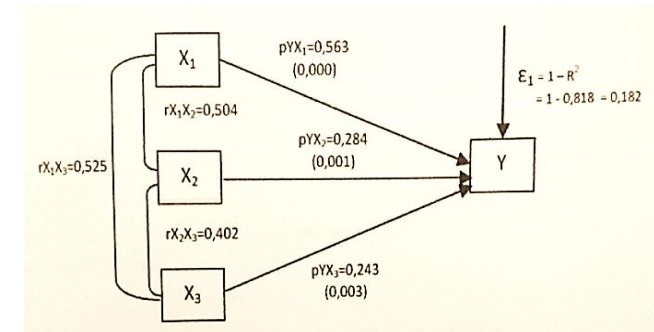 X₁
pYX₁=0,563
(0,000)
Ɛ₁ = 1 – R²
= 1 - 0,818 = 0,182
rX₁X₂=0,504
pYX₂=0,284
(0,001)
Y
rX₁X₃=0,525
X₂
rX₂X₃=0,402
pYX₃=0,243
(0,003)
X₃